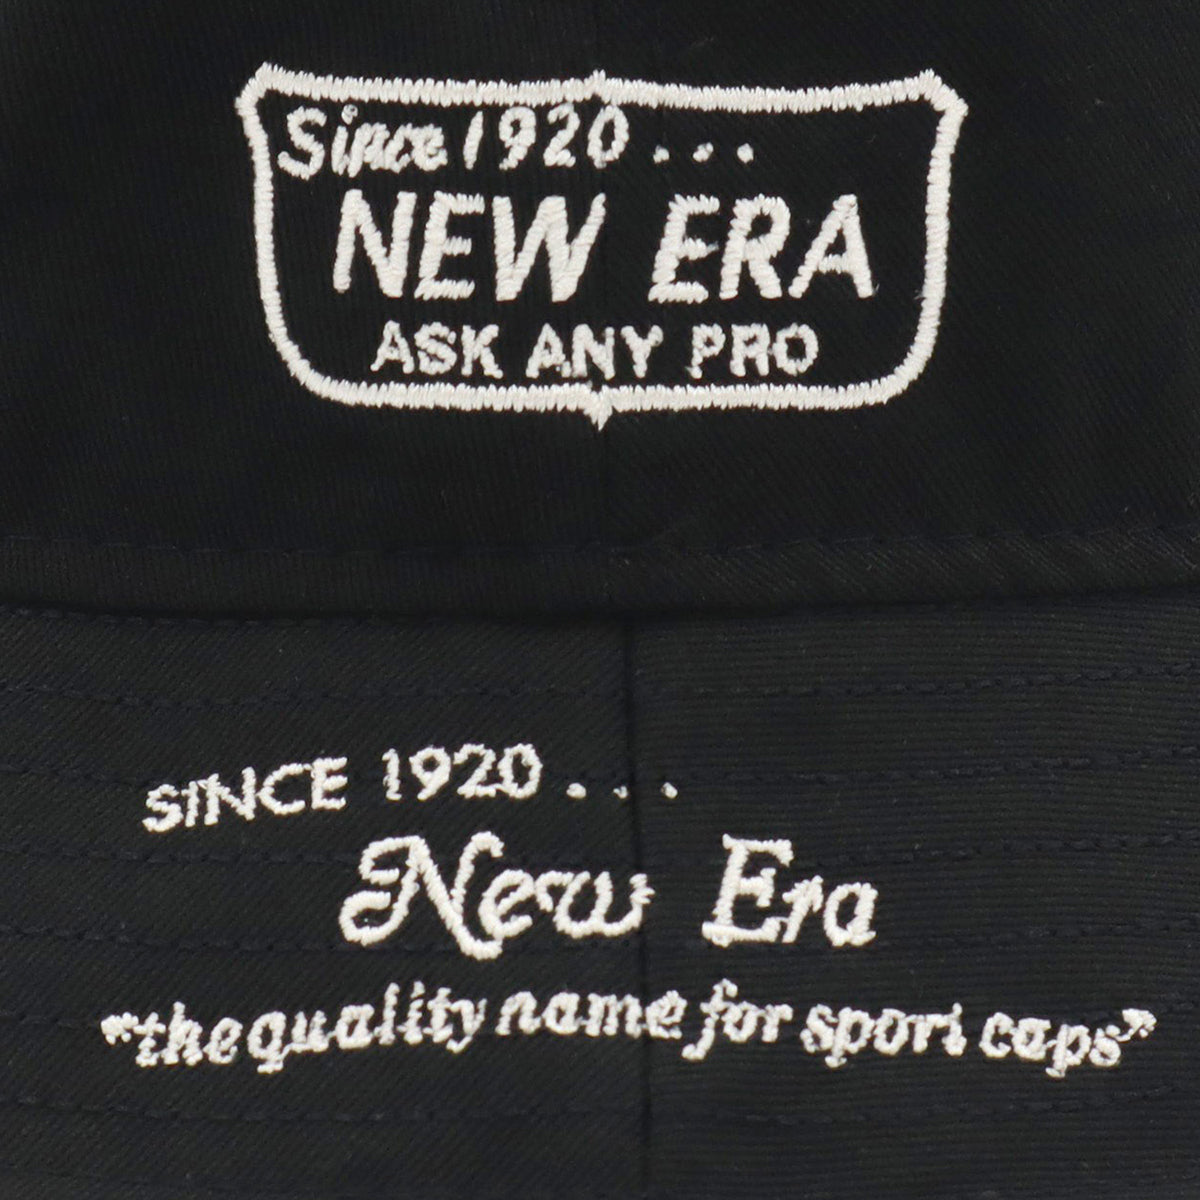 Since 1920...
NEW ERA
ASK ANY PRO
SINCE 1920...
New Era
"the quality name for sport caps"